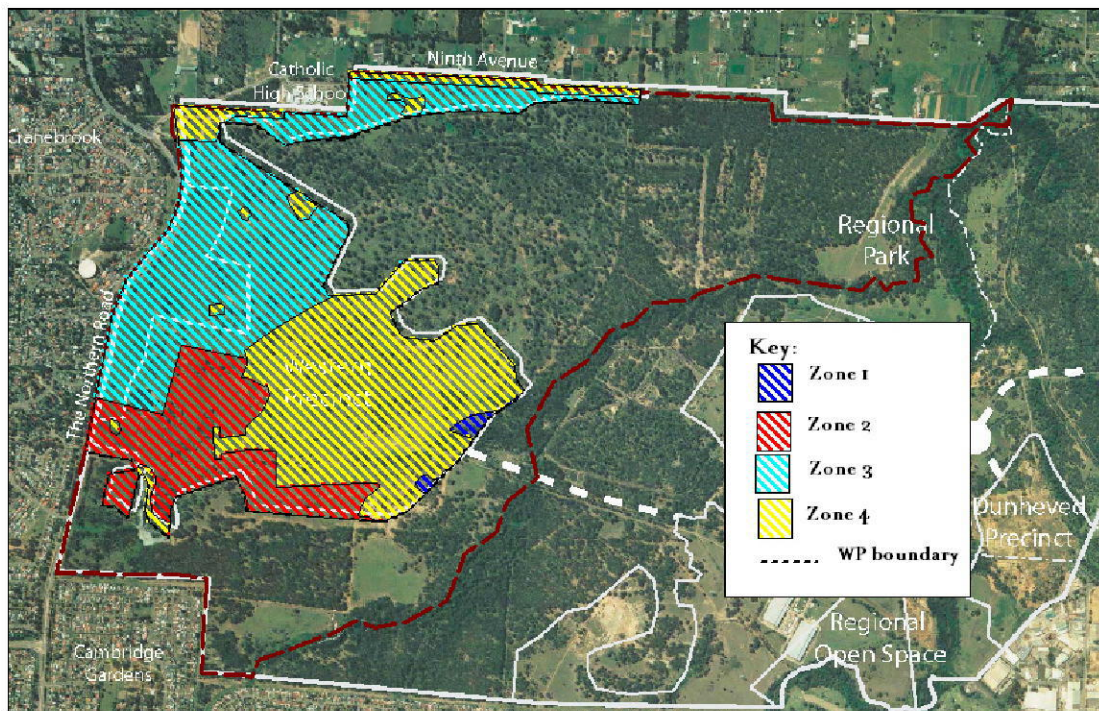 Ninth Avenue
Catholic
High School
Cranebrook
Regional
Park
The Northern Road
Western
Precinct
Key:
Zone 1
Zone 2
Zone 3
Zone 4
WP boundary
Dunheved
Precinct
Regional
Open Space
Cambridge
Gardens